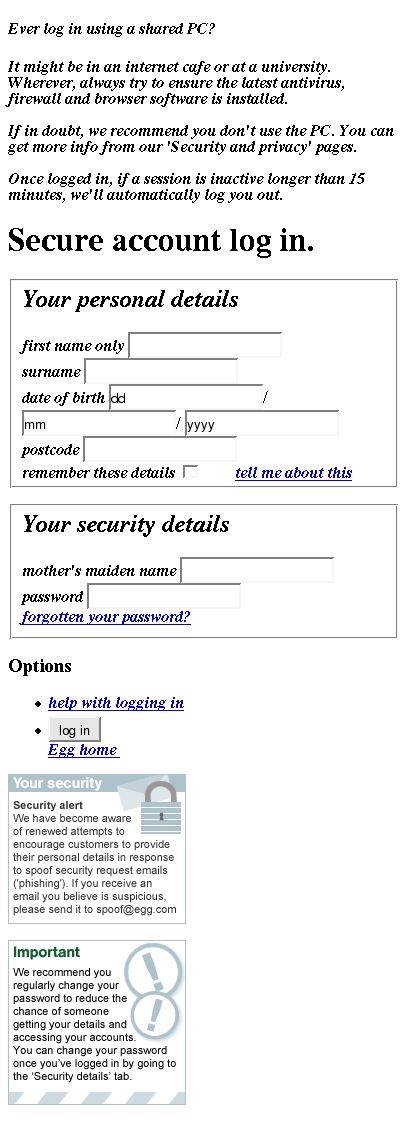 Ever log in using a shared PC?
It might be in an internet cafe or at a university.
Wherever, always try to ensure the latest antivirus,
firewall and browser software is installed.
If in doubt, we recommend you don't use the PC. You can
get more info from our 'Security and privacy' pages.
Once logged in, if a session is inactive longer than 15
minutes, we'll automatically log you out.
Secure account log in.
Your personal details
first name only
surname
date of birth dd /
mm / yyyy
postcode
remember these details tell me about this
Your security details
mother's maiden name
password
forgotten your password?
Options
help with logging in
log in
Egg home
Your security
Security alert
We have become aware
of renewed attempts to
encourage customers to provide
their personal details in response
to spoof security request emails
('phishing'). If you receive an
email you believe is suspicious,
please send it to spoof@egg.com
Important
We recommend you
regularly change your
password to reduce the
chance of someone
getting your details and
accessing your accounts.
You can change your password
once you've logged in by going to
the 'Security details' tab.